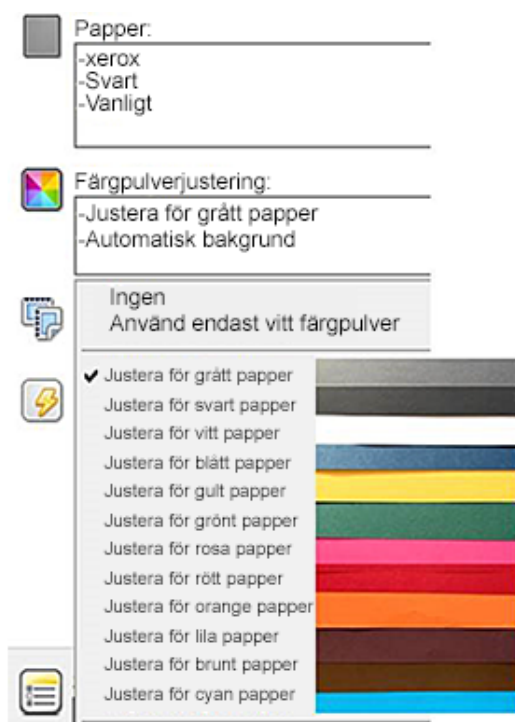 Papper:
-xerox
-Svart
-Vanligt
Färgpulverjustering:
-Justera för grått papper
-Automatisk bakgrund
Ingen
Använd endast vitt färgpulver
Justera för grått papper
Justera för svart papper
Justera för vitt papper
Justera för blått papper
Justera för gult papper
Justera för grönt papper
Justera för rosa papper
Justera för rött papper
Justera för orange papper
Justera för lila papper
Justera för brunt papper
Justera för cyan papper